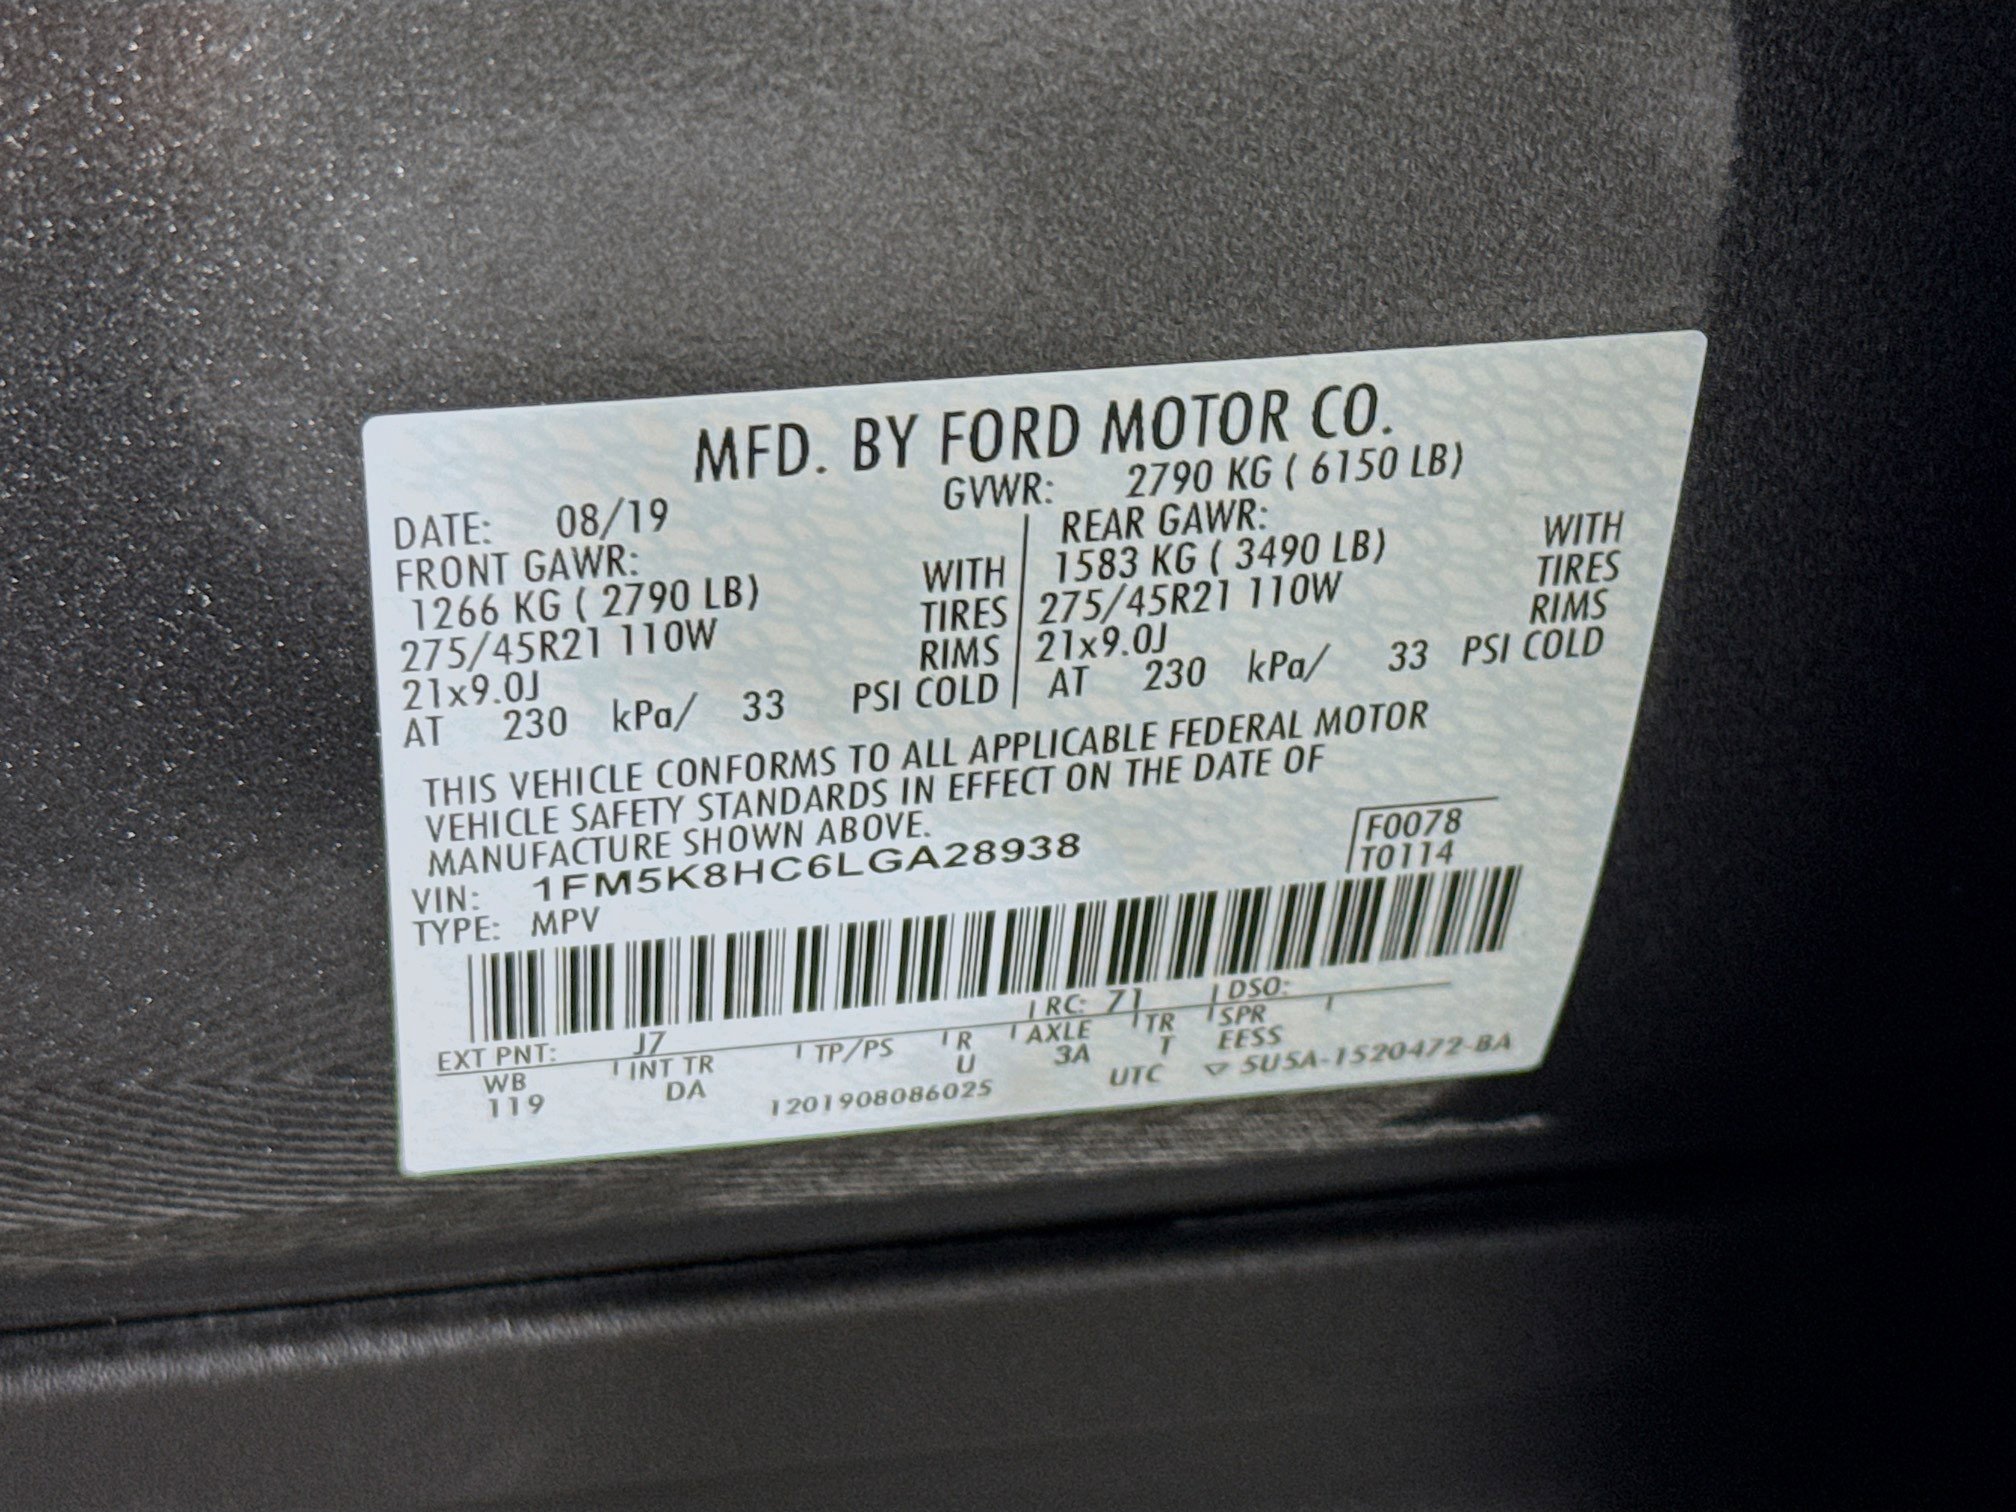 MFD. BY FORD MOTOR CO.
DATE: 08/19 GVWR: 2790 KG ( 6150 LB)
FRONT GAWR: REAR GAWR:
1266 KG ( 2790 LB) WITH 1583 KG ( 3490 LB) WITH
275/45R21 110W TIRES 275/45R21 110W TIRES
21x9.0J RIMS 21x9.0J RIMS
AT 230 kPa/ 33 PSI COLD AT 230 kPa/ 33 PSI COLD
THIS VEHICLE CONFORMS TO ALL APPLICABLE FEDERAL MOTOR
VEHICLE SAFETY STANDARDS IN EFFECT ON THE DATE OF
MANUFACTURE SHOWN ABOVE.
VIN: 1FM5K8HC6LGA28938 F0078
TYPE: MPV T0114
EXT PNT: J7 RC: 71 DSO:
WB INT TR TP/PS R AXLE TR SPR
119 DA U 3A T EESS
1201908086025 UTC ▽ 5U5A-1520472-BA